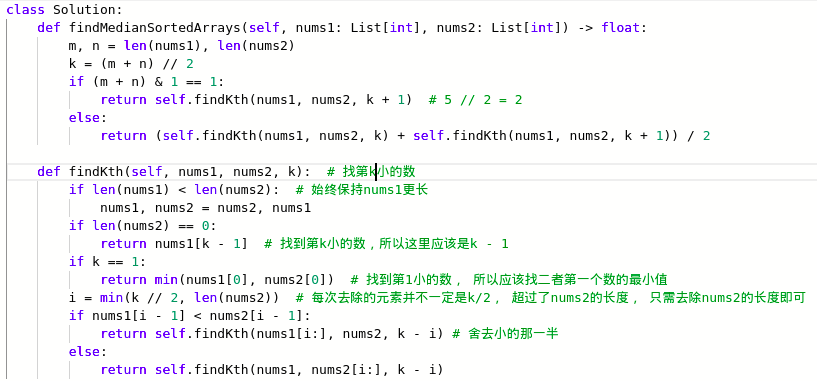 class Solution:
    def findMedianSortedArrays(self, nums1: List[int], nums2: List[int]) -> float:
        m, n = len(nums1), len(nums2)
        k = (m + n) // 2
        if (m + n) & 1 == 1:
            return self.findKth(nums1, nums2, k + 1)  # 5 // 2 = 2
        else:
            return (self.findKth(nums1, nums2, k) + self.findKth(nums1, nums2, k + 1)) / 2
    def findKth(self, nums1, nums2, k):  # 找第k小的数
        if len(nums1) < len(nums2):  # 始终保持nums1更长
            nums1, nums2 = nums2, nums1
        if len(nums2) == 0:
            return nums1[k - 1]  # 找到第k小的数，所以这里应该是k - 1
        if k == 1:
            return min(nums1[0], nums2[0])  # 找到第1小的数， 所以应该找二者第一个数的最小值
        i = min(k // 2, len(nums2))  # 每次去除的元素并不一定是k/2， 超过了nums2的长度， 只需去除nums2的长度即可
        if nums1[i - 1] < nums2[i - 1]:
            return self.findKth(nums1[i:], nums2, k - i) # 舍去小的那一半
        else:
            return self.findKth(nums1, nums2[i:], k - i)